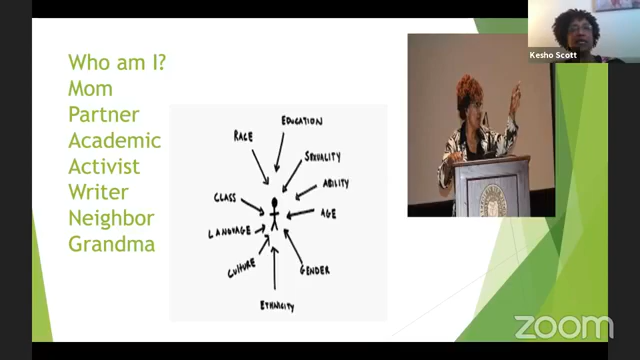 Who am I?
Mom
Partner
Academic
Activist
Writer
Neighbor
Grandma
EDUCATION
RACE
SEXUALITY
ABILITY
CLASS
AGE
LANGUAGE
CULTURE
GENDER
ETHNICITY
Kesho Scott
zoom